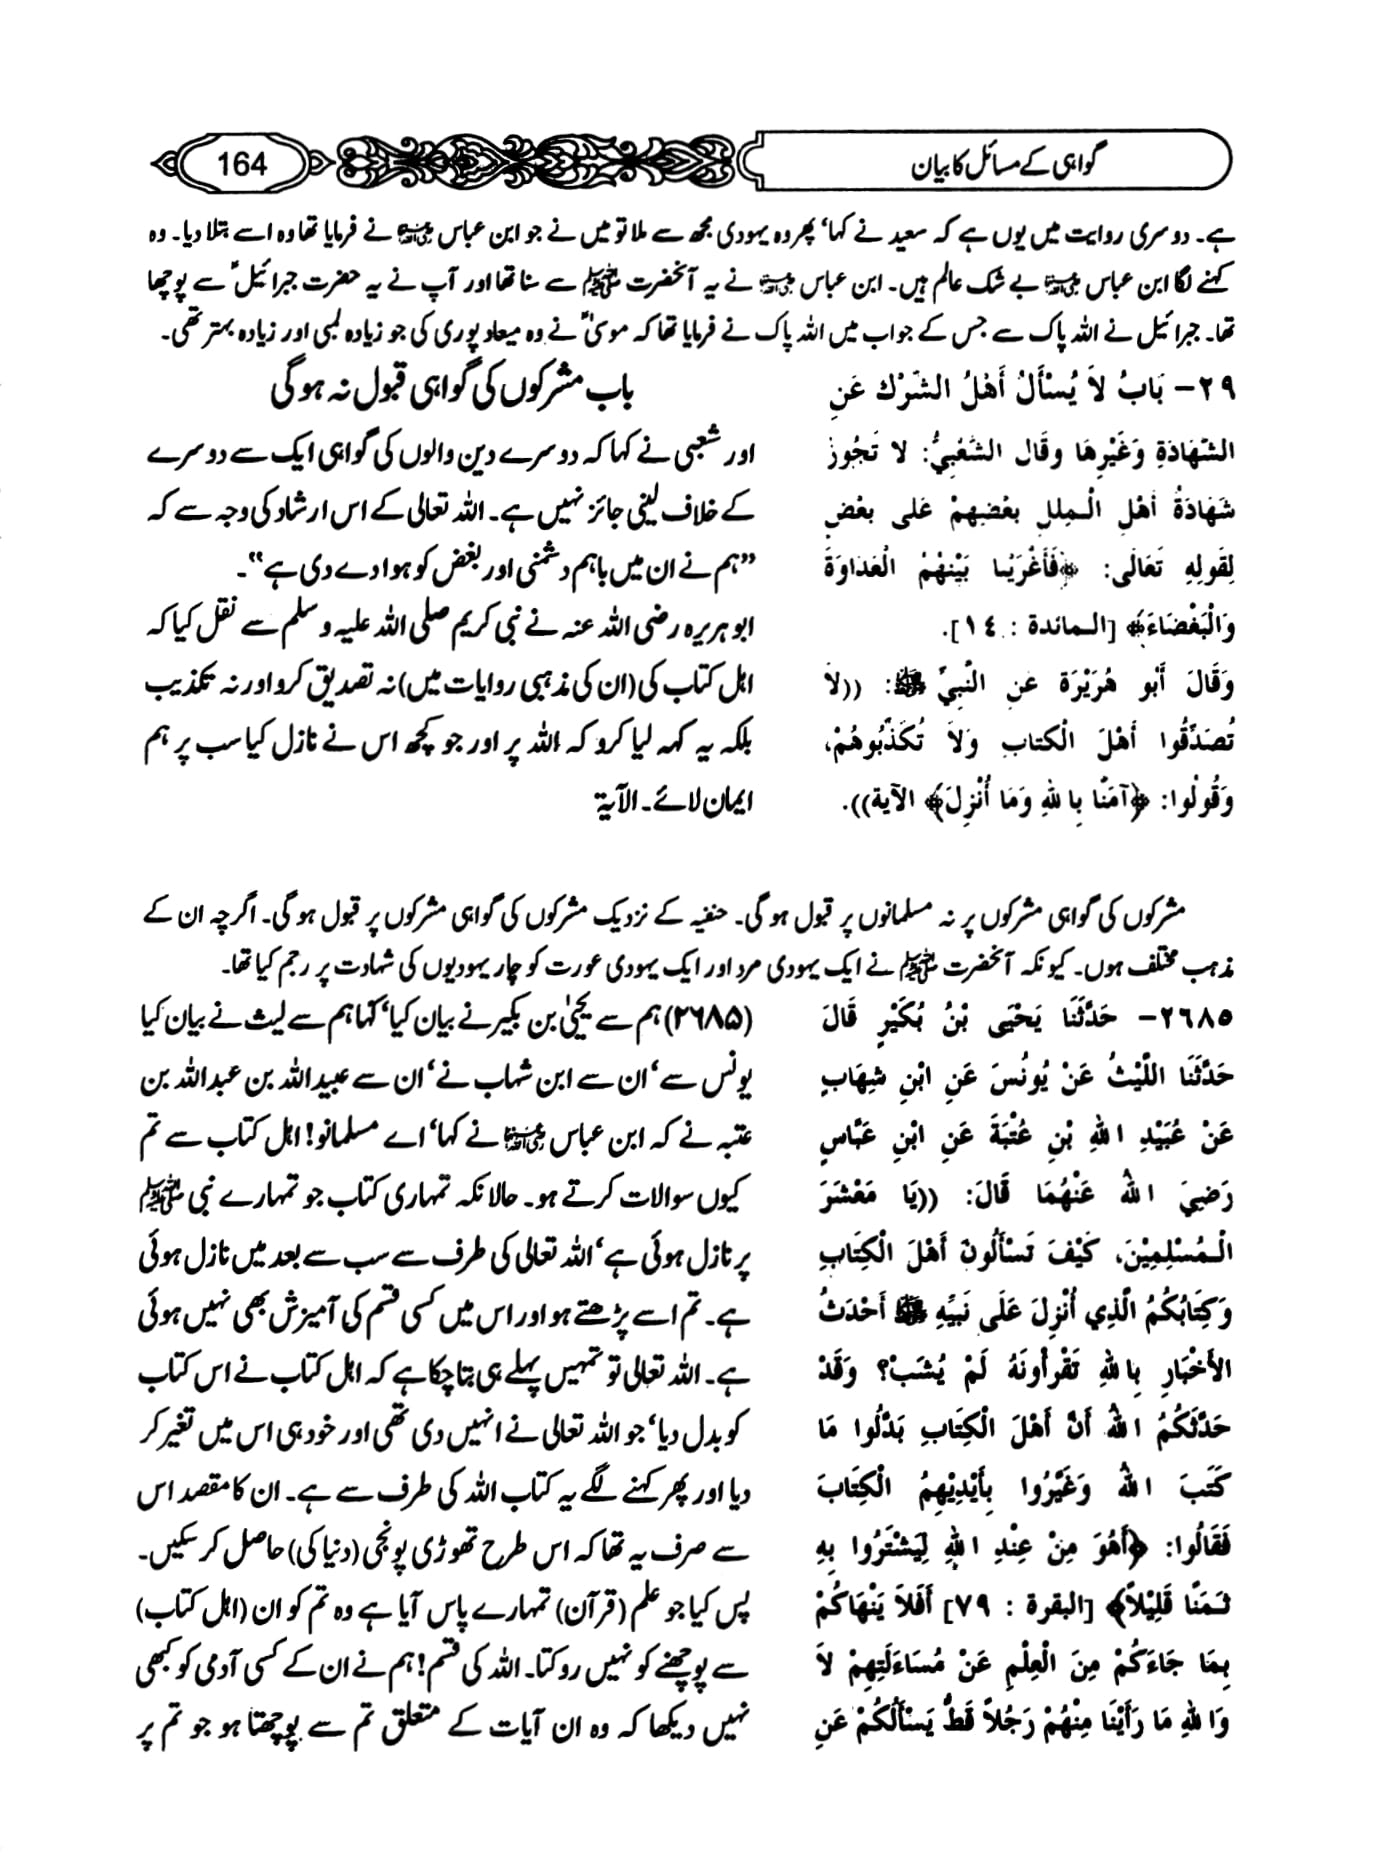 گواہی کے مسائل کا بیان
164
ہے۔ دوسری روایت میں یوں ہے کہ سعید نے کہا' پھر وہ یہودی مجھ سے ملا تو میں نے جو ابن عباس رضی اللہ عنہما نے فرمایا تھا وہ اسے بتلا دیا۔ وہ
کہنے لگا ابن عباس رضی اللہ عنہما بے شک عالم ہیں۔ ابن عباس رضی اللہ عنہما نے یہ آنحضرت ﷺ سے سنا تھا اور آپ نے یہ حضرت جبرائیلؑ سے پوچھا
تھا۔ جبرائیل نے اللہ پاک سے جس کے جواب میں اللہ پاک نے فرمایا تھا کہ موسیٰؑ نے وہ میعاد پوری کی جو زیادہ لمبی اور زیادہ بہتر تھی۔
٢٩- بَابُ لاَ يُسْأَلُ أَهْلُ الشِّرْكِ عَنِ
الشَّهَادَةِ وَغَيْرِهَا وَقَالَ الشَّعْبِيُّ: لاَ تَجُوزُ
شَهَادَةُ أَهْلِ الْـمِلَلِ بَعْضِهِمْ عَلَى بَعْضٍ
لِقَولِهِ تَعَالَى: ﴿فَأَغْرَيْنَا بَيْنَهُمُ الْعَدَاوَةَ
وَالْبَغْضَاءَ﴾ [الـمائدة : ١٤].
وَقَالَ أَبُو هُرَيْرَةَ عَنِ النَّبِيِّ ﷺ: ((لاَ
تُصَدِّقُوا أَهْلَ الْكتَابِ وَلاَ تُكَذِّبُوهُمْ،
وَقُولُوا: ﴿آمَنَّا بِاللهِ وَمَا أُنْزِلَ﴾ الآية)).
باب مشرکوں کی گواہی قبول نہ ہوگی
اور شعبی نے کہا کہ دوسرے دین والوں کی گواہی ایک سے دوسرے
کے خلاف لینی جائز نہیں ہے۔ اللہ تعالی کے اس ارشاد کی وجہ سے کہ
"ہم نے ان میں باہم دشمنی اور بغض کو ہوا دے دی ہے"۔
ابو ہریرہ رضی اللہ عنہ نے نبی کریم صلی اللہ علیہ و سلم سے نقل کیا کہ
اہل کتاب کی (ان کی مذہبی روایات میں) نہ تصدیق کرو اور نہ تکذیب
بلکہ یہ کہہ لیا کرو کہ اللہ پر اور جو کچھ اس نے نازل کیا سب پر ہم
ایمان لائے۔ الآیۃ
مشرکوں کی گواہی مشرکوں پر نہ مسلمانوں پر قبول ہوگی۔ حنفیہ کے نزدیک مشرکوں کی گواہی مشرکوں پر قبول ہوگی۔ اگرچہ ان کے
مذہب مختلف ہوں۔ کیونکہ آنحضرت ﷺ نے ایک یہودی مرد اور ایک یہودی عورت کو چار یہودیوں کی شہادت پر رجم کیا تھا۔
٢٦٨٥- حَدَّثَنَا يَحْيَى بْنُ بُكَيْرٍ قَالَ
حَدَّثَنَا اللَّيْثُ عَنْ يُونُسَ عَنِ ابْنِ شِهَابٍ
عَنْ عُبَيْدِ اللهِ بْنِ عُتْبَةَ عَنِ ابْنِ عَبَّاسٍ
رَضِيَ اللهُ عَنْهُمَا قَالَ: ((يَا مَعْشَرَ
الْـمُسْلِمِيْنَ، كَيْفَ تَسْأَلُونَ أَهْلَ الْكِتَابِ
وَكِتَابُكُمُ الَّذِي أُنْزِلَ عَلَى نَبِيِّهِ ﷺ أَحْدَثُ
الأَخْبَارِ بِاللهِ تَقْرَأونَهُ لَمْ يُشَبْ؟ وَقَدْ
حَدَّثَكُمُ اللهُ أَنَّ أَهْلَ الْكِتَابِ بَدَّلُوا مَا
كَتَبَ اللهُ وَغَيَّرُوا بِأَيْدِيْهِمُ الْكِتَابَ
فَقَالُوا: ﴿أَهُوَ مِنْ عِنْدِ اللهِ لِيَشْتَرُوا بِهِ
ثَـمَنًا قَلِيْلاً﴾ [البقرة : ٧٩] أَفَلاَ يَنْهَاكُمْ
بِمَا جَاءَكُمْ مِنَ الْعِلْمِ عَنْ مُسَاءَلَتِهِمْ لاَ
وَاللهِ مَا رَأَيْنَا مِنْهُمْ رَجُلاً قَطُّ يَسْأَلُكُمْ عَنِ
(۲۶۸۵) ہم سے یحیٰی بن بکیر نے بیان کیا' کہا ہم سے لیث نے بیان کیا
یونس سے' ان سے ابن شہاب نے' ان سے عبیداللہ بن عبداللہ بن
عتبہ نے کہ ابن عباس رضی اللہ عنہما نے کہا' اے مسلمانو! اہل کتاب سے تم
کیوں سوالات کرتے ہو۔ حالانکہ تمہاری کتاب جو تمہارے نبی ﷺ
پر نازل ہوئی ہے' اللہ تعالی کی طرف سے سب سے بعد میں نازل ہوئی
ہے۔ تم اسے پڑھتے ہو اور اس میں کسی قسم کی آمیزش بھی نہیں ہوئی
ہے۔ اللہ تعالی تو تمہیں پہلے ہی بتا چکا ہے کہ اہل کتاب نے اس کتاب
کو بدل دیا' جو اللہ تعالی نے انہیں دی تھی اور خود ہی اس میں تغیر کر
دیا اور پھر کہنے لگے یہ کتاب اللہ کی طرف سے ہے۔ ان کا مقصد اس
سے صرف یہ تھا کہ اس طرح تھوڑی پونجی (دنیا کی) حاصل کر سکیں۔
پس کیا جو علم (قرآن) تمہارے پاس آیا ہے وہ تم کو ان (اہل کتاب)
سے پوچھنے کو نہیں روکتا۔ اللہ کی قسم! ہم نے ان کے کسی آدمی کو کبھی
نہیں دیکھا کہ وہ ان آیات کے متعلق تم سے پوچھتا ہو جو تم پر